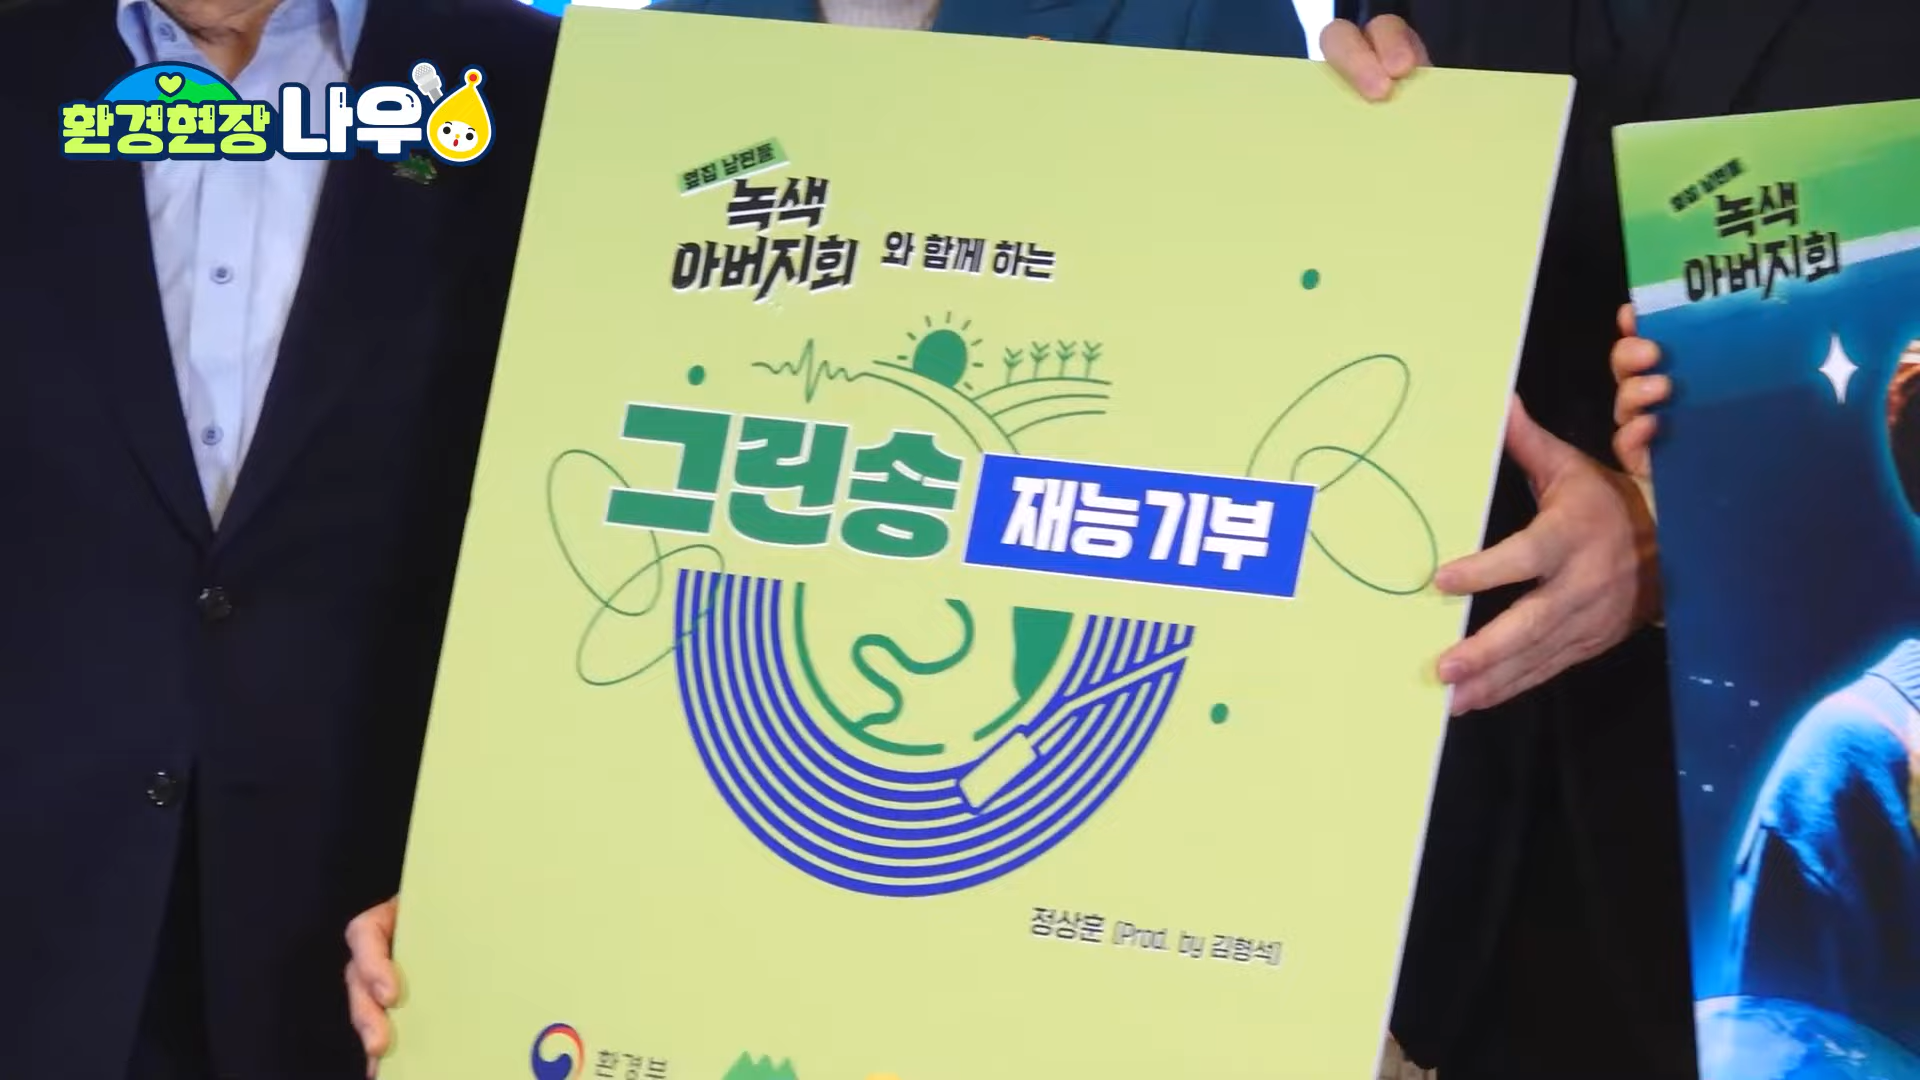 환경현장 나우
옆집 남편들
녹색
아버지회 와 함께 하는
그린송 재능기부
정상훈 (Prod. by 김형석)
환경부
옆집 남편들
녹색
아버지회